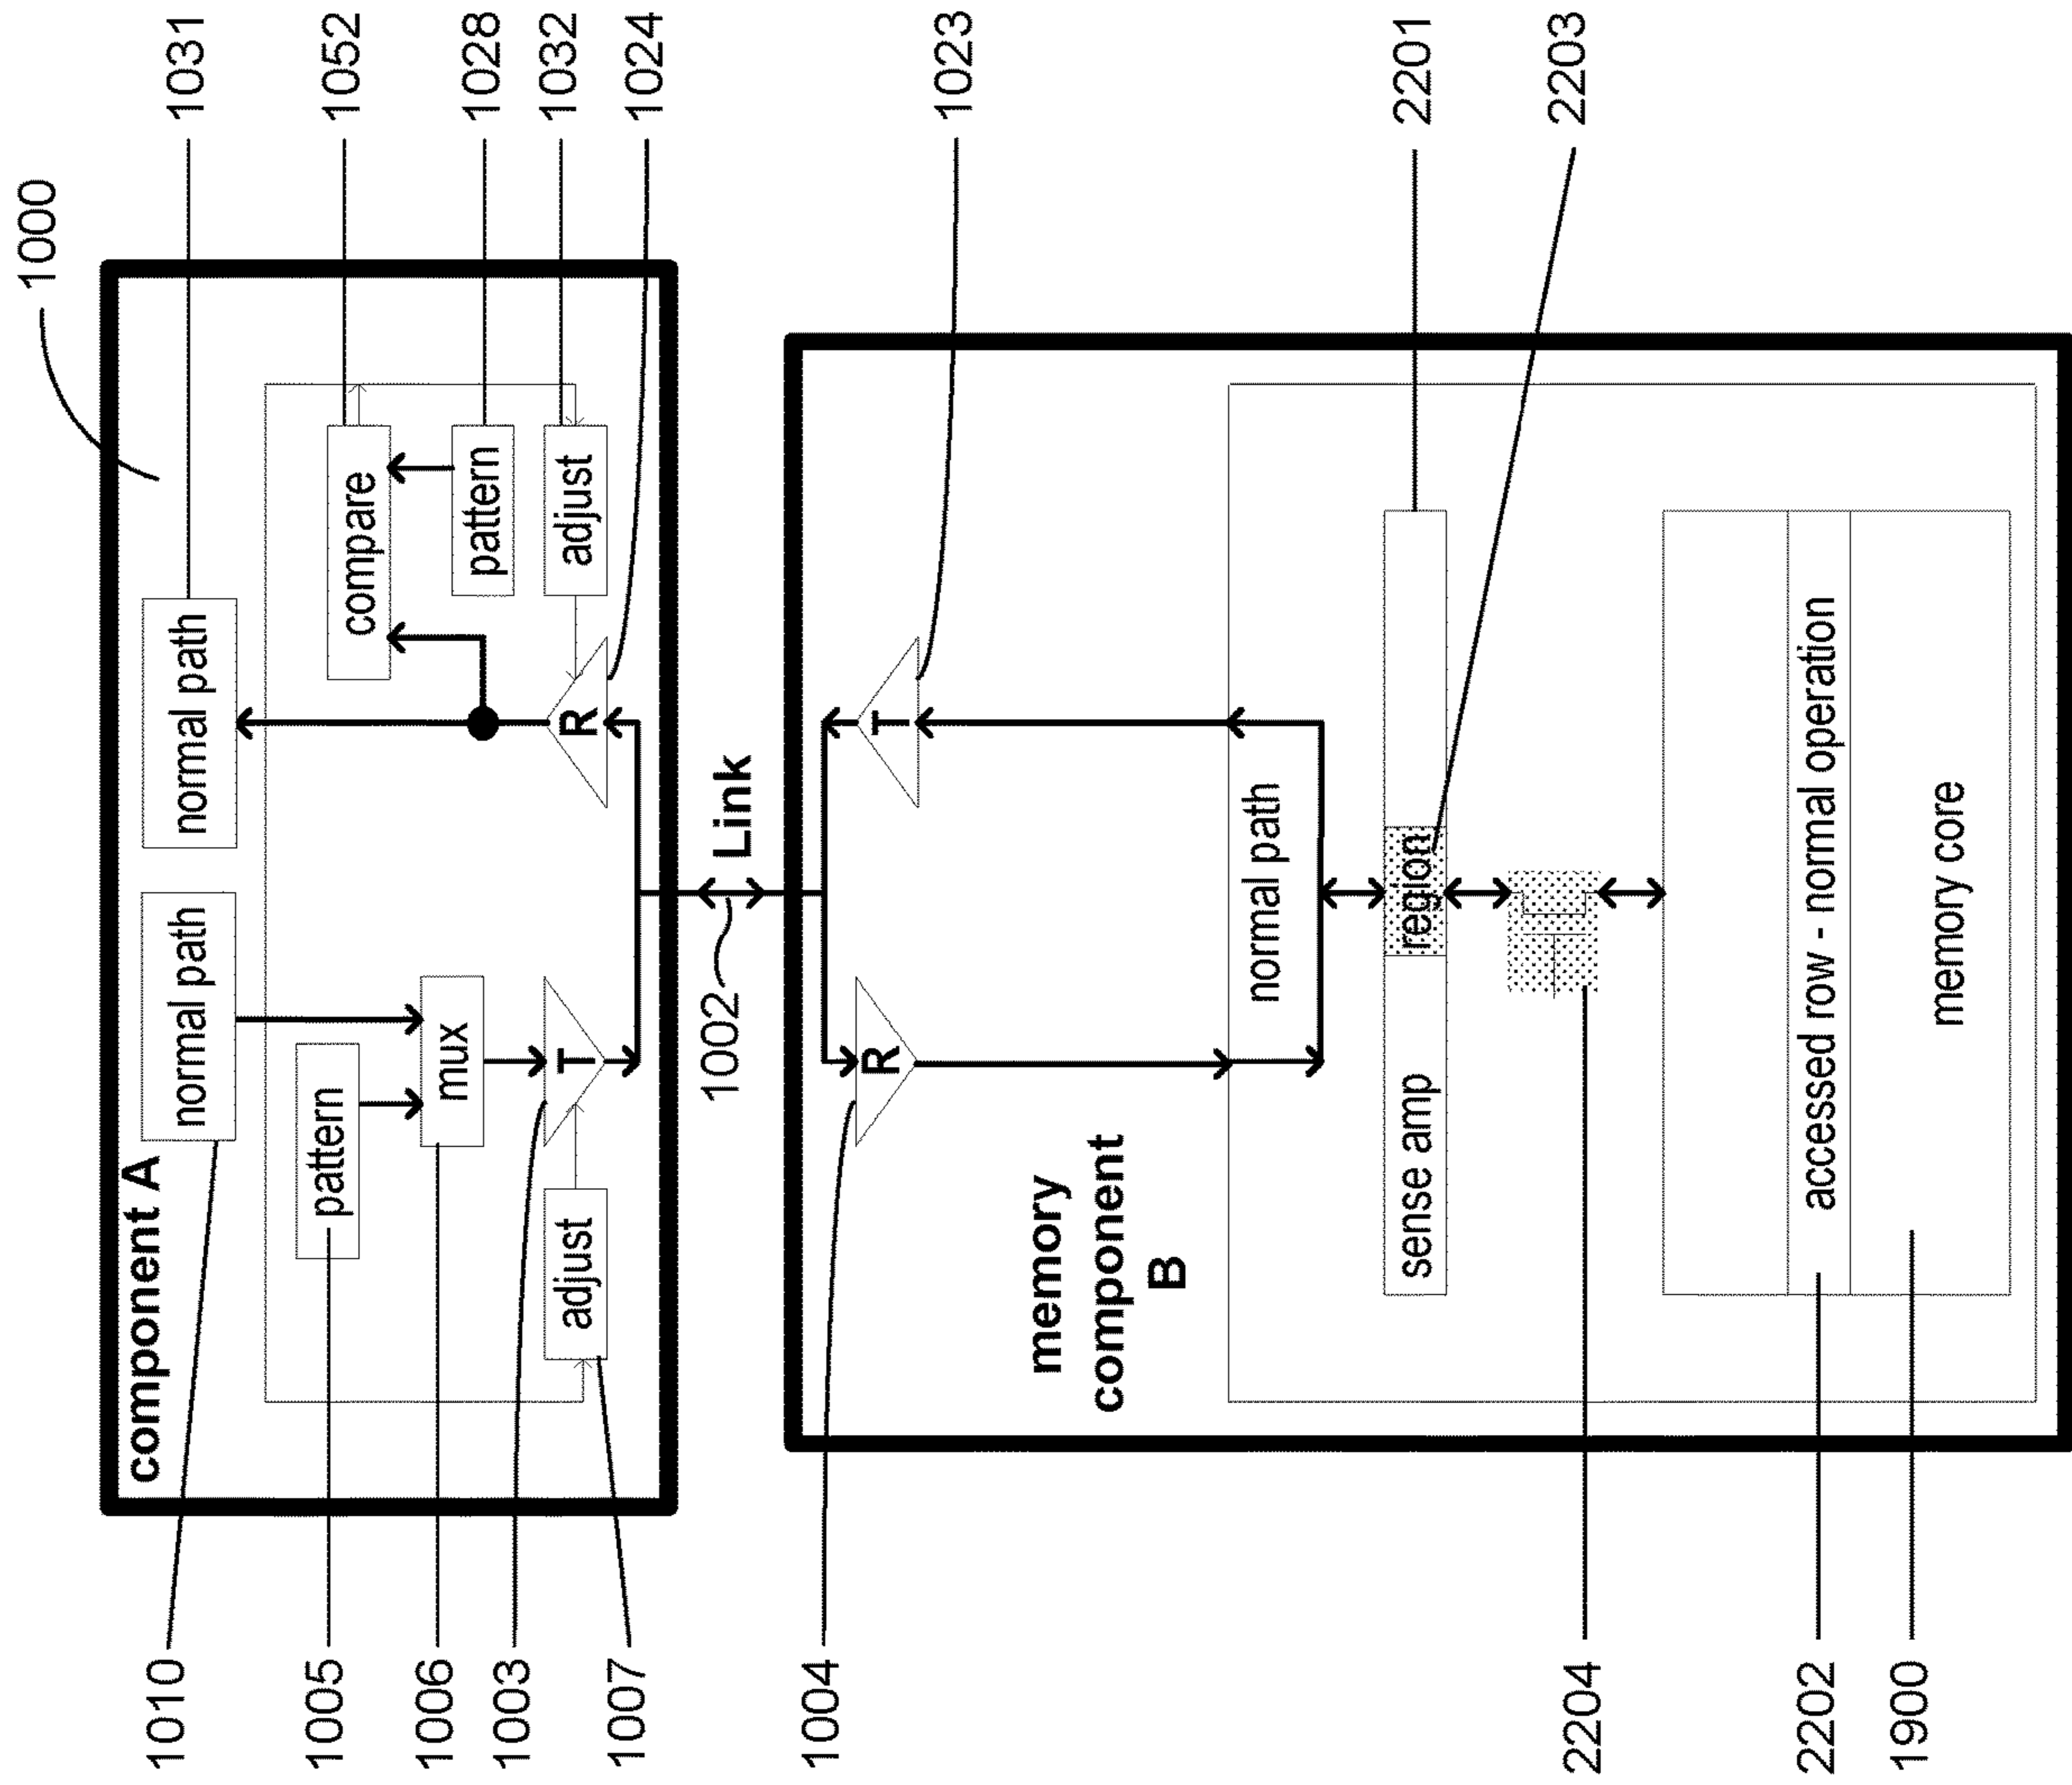 1000
component A
1010
normal path
normal path
1031
1005
pattern
compare
1052
1006
mux
pattern
1028
1003
T
R
adjust
adjust
1032
1007
1024
1002
Link
1004
R
T
1023
memory
component
B
normal path
sense amp
region
2201
2203
2204
2202
accessed row - normal operation
1900
memory core